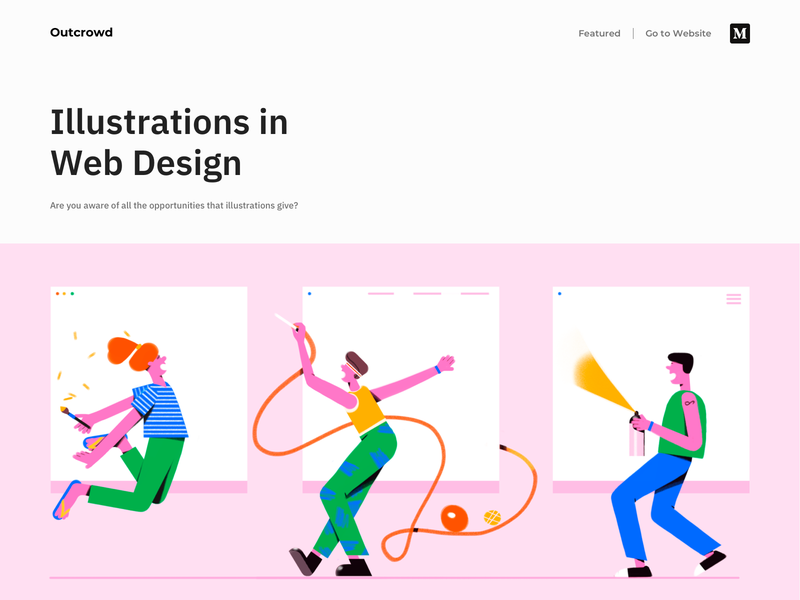 Outcrowd
Featured
Go to Website
M
Illustrations in
Web Design
Are you aware of all the opportunities that illustrations give?